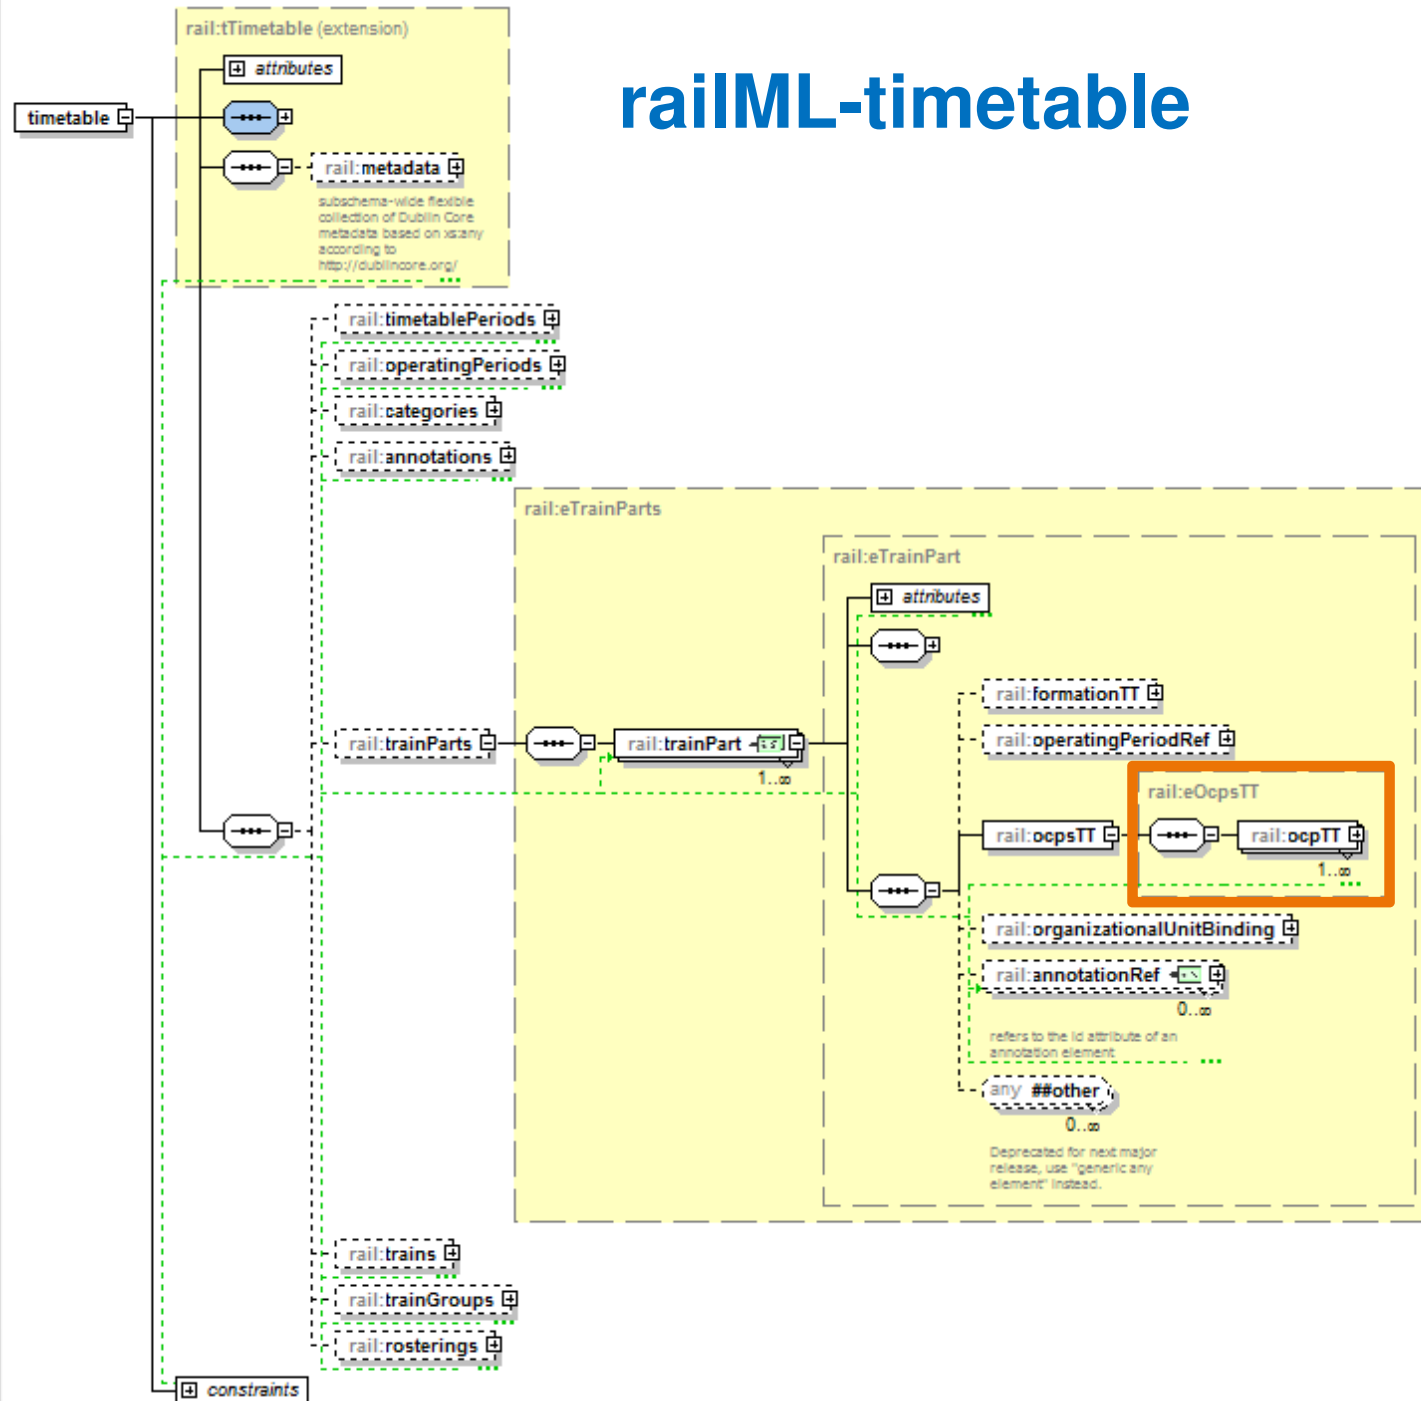 rail:tTimetable (extension)
attributes
railML-timetable
timetable
rail:metadata
subschema-wide flexible
collection of Dublin Core
metadata based on xs:any
according to
http://dublincore.org/
rail:timetablePeriods
rail:operatingPeriods
rail:categories
rail:annotations
rail:eTrainParts
rail:eTrainPart
attributes
rail:formationTT
rail:operatingPeriodRef
rail:trainParts
rail:trainPart
1..∞
rail:eOcpsTT
rail:ocpsTT
rail:ocpTT
1..∞
rail:organizationalUnitBinding
rail:annotationRef
0..∞
refers to the id attribute of an
annotation element
any ##other
0..∞
Deprecated for next major
release, use "generic any
element" instead.
rail:trains
rail:trainGroups
rail:rosterings
constraints